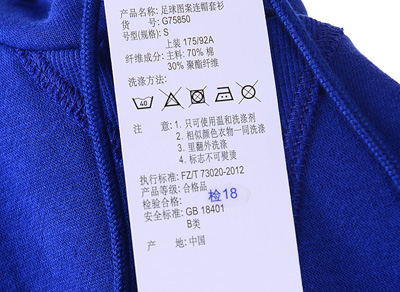 产品名称：足球图案连帽套衫
货 号：G75850
号型(规格)：S
上装 175/92A
纤维成分：主料：70% 棉
30% 聚酯纤维
洗涤方法：
40
注 意：1. 只可使用温和洗涤剂
2. 相似颜色衣物一同洗涤
3. 里翻外洗涤
4. 标志不可熨烫
执行标准：FZ/T 73020-2012
产品等级：合格品
检验合格：检18
安全标准：GB 18401
B类
产 地：中国